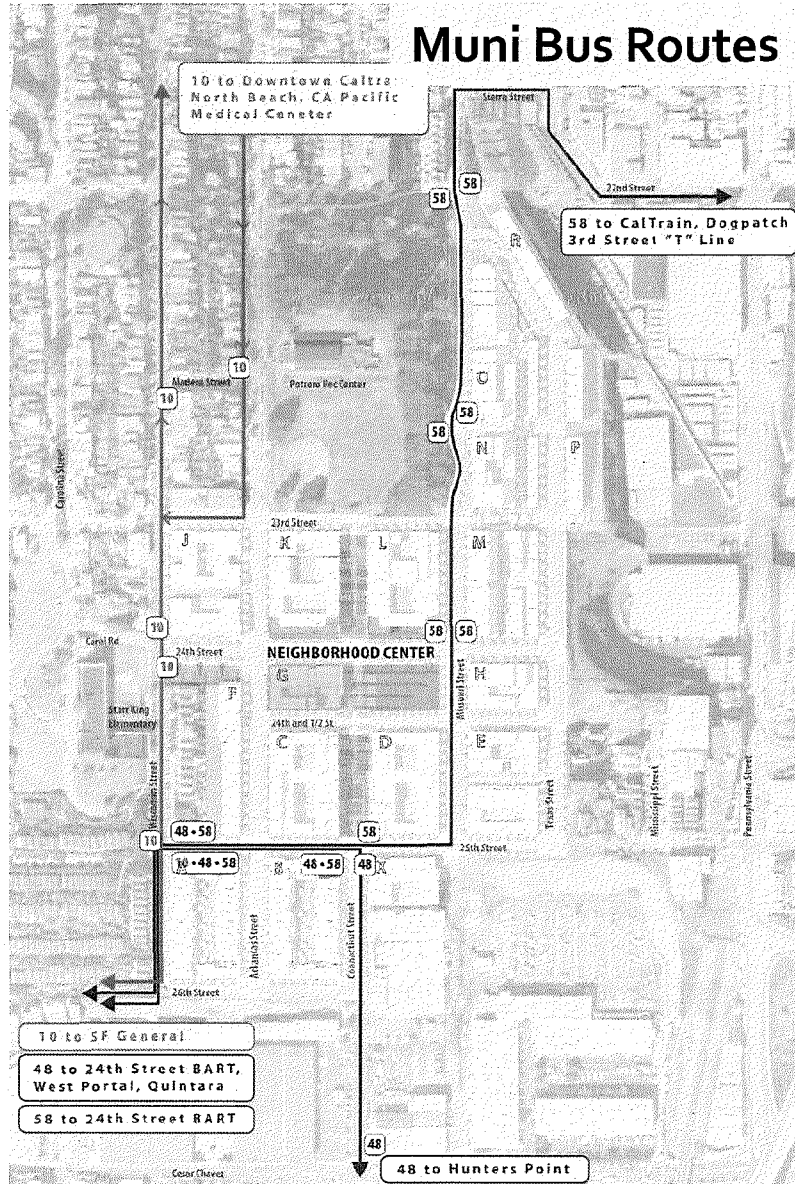 Muni Bus Routes
10 to Downtown Caltra
North Beach, CA Pacific
Medical Ceneter
Sierra Street
22nd Street
58
58
58 to CalTrain, Dogpatch
3rd Street "T" Line
R
10
Madera Street
Potrero Rec Center
10
O
58
58
N
P
Carolina Street
23rd Street
J
K
L
M
10
58
58
Coral Rd
24th Street
NEIGHBORHOOD CENTER
10
G
H
F
Missouri Street
Starr King
Elementary
24th and 1/2 St.
C
D
E
Wisconsin Street
Texas Street
Mississippi Street
Pennsylvania Street
48 • 58
58
10
25th Street
10 • 48 • 58
48 • 58
48
A
B
X
Arkansas Street
Connecticut Street
26th Street
10 to SF General
48 to 24th Street BART,
West Portal, Quintara
58 to 24th Street BART
48
Cesar Chavez
48 to Hunters Point